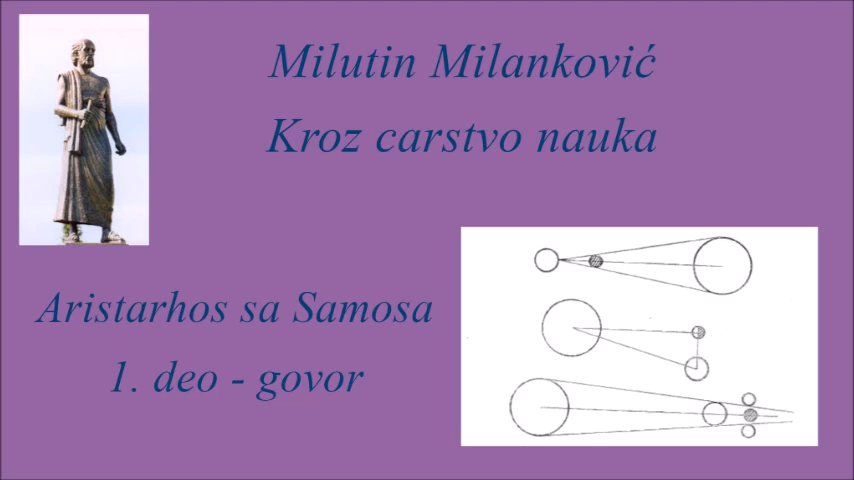 Milutin Milanković
Kroz carstvo nauka
Aristarhos sa Samosa
1. deo - govor